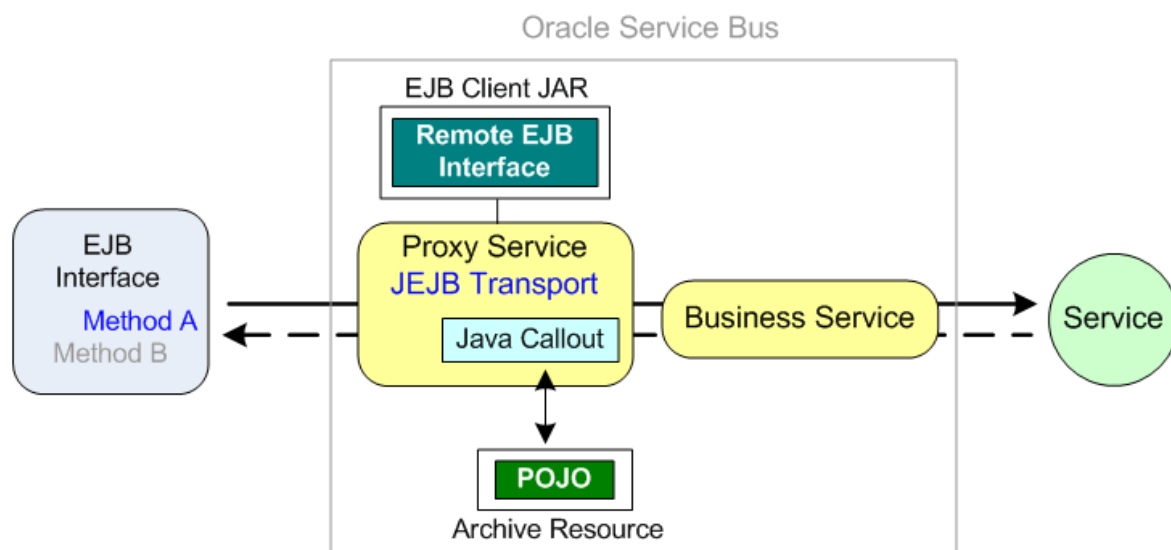 Oracle Service Bus
EJB Client JAR
Remote EJB
Interface
EJB
Interface
Method A
Method B
Proxy Service
JEJB Transport
Java Callout
Business Service
Service
POJO
Archive Resource